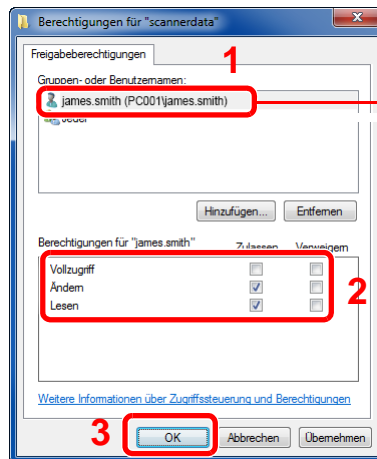 Berechtigungen für "scannerdata"
x
Freigabeberechtigungen
1
Gruppen- oder Benutzernamen:
james.smith (PC001\james.smith)
Jeder
Hinzufügen... Entfernen
Berechtigungen für "james.smith" Zulassen Verweigern
Vollzugriff
Ändern
Lesen
2
Weitere Informationen über Zugriffssteuerung und Berechtigungen
3
OK Abbrechen Übernehmen